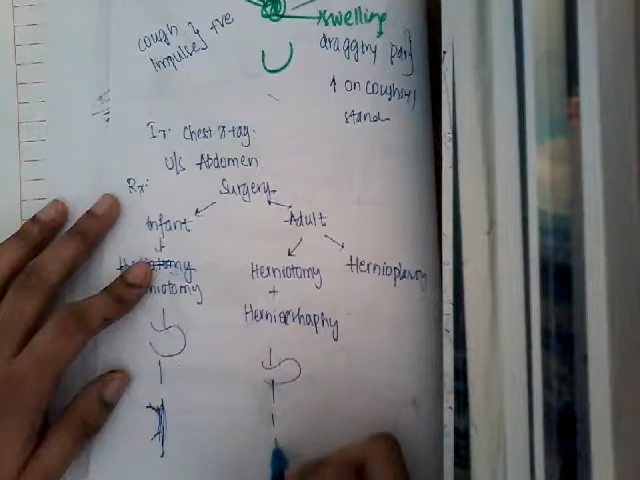 swelling
cough } +ve
Impulse
dragging pain }
↑ on coughing,
stand
Ix: Chest X ray.
U/S Abdomen
Rx: Surgery
Infant Adult
Herniotomy Hernioplasty
+
Herniorrhaphy